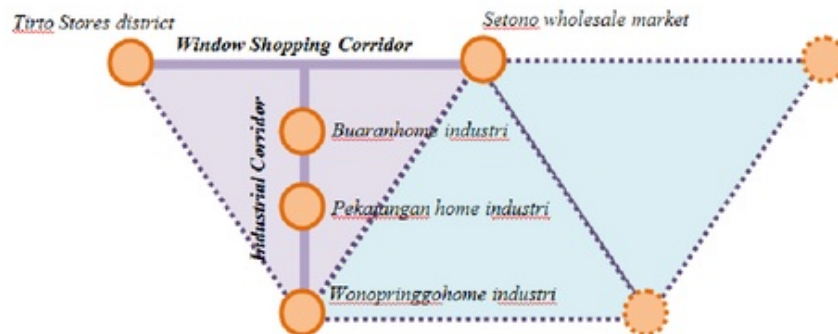 Tirto Stores district
Setono wholesale market
Window Shopping Corridor
Industrial Corridor
Buaranhome industri
Pekajangan home industri
Wonopringgohome industri